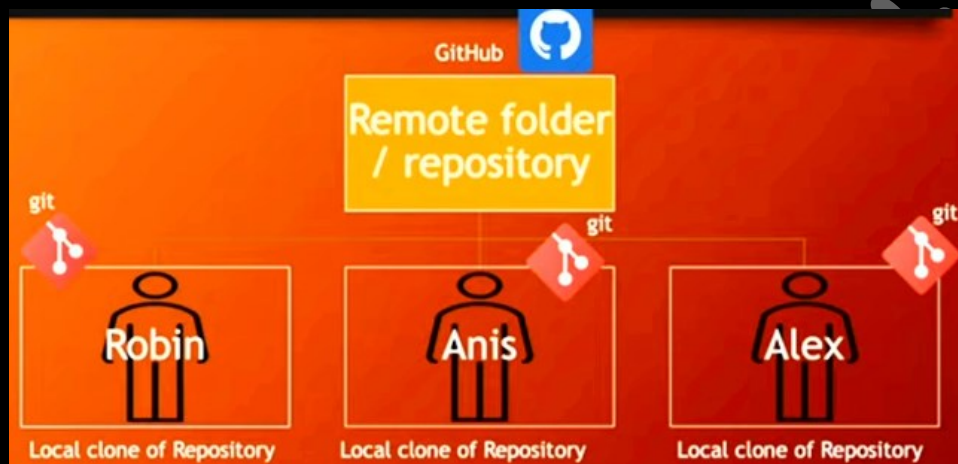 GitHub
Remote folder
/ repository
git
git
git
Robin
Anis
Alex
Local clone of Repository
Local clone of Repository
Local clone of Repository